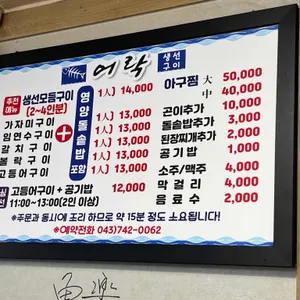 어락 생선구이
추천메뉴 생선모듬구이 (2~4인분) 1人) 14,000
가자미구이 1人) 13,000
임연수구이 1人) 13,000
갈치구이 1人) 13,000
볼락구이 1人) 13,000
고등어구이 1人) 13,000
+ 영양돌솥밥 포함
고등어구이 + 공기밥 12,000
11:00~13:00(2인 이상)
아구찜 大 50,000
中 40,000
곤이추가 10,000
돌솥밥추가 3,000
된장찌개추가 2,000
공기밥 1,000
소주/맥주 4,000
막걸리 4,000
음료수 2,000
※주문과 동시에 조리 하므로 약 15분 정도 소요됩니다!
※예약전화 043)742-0062